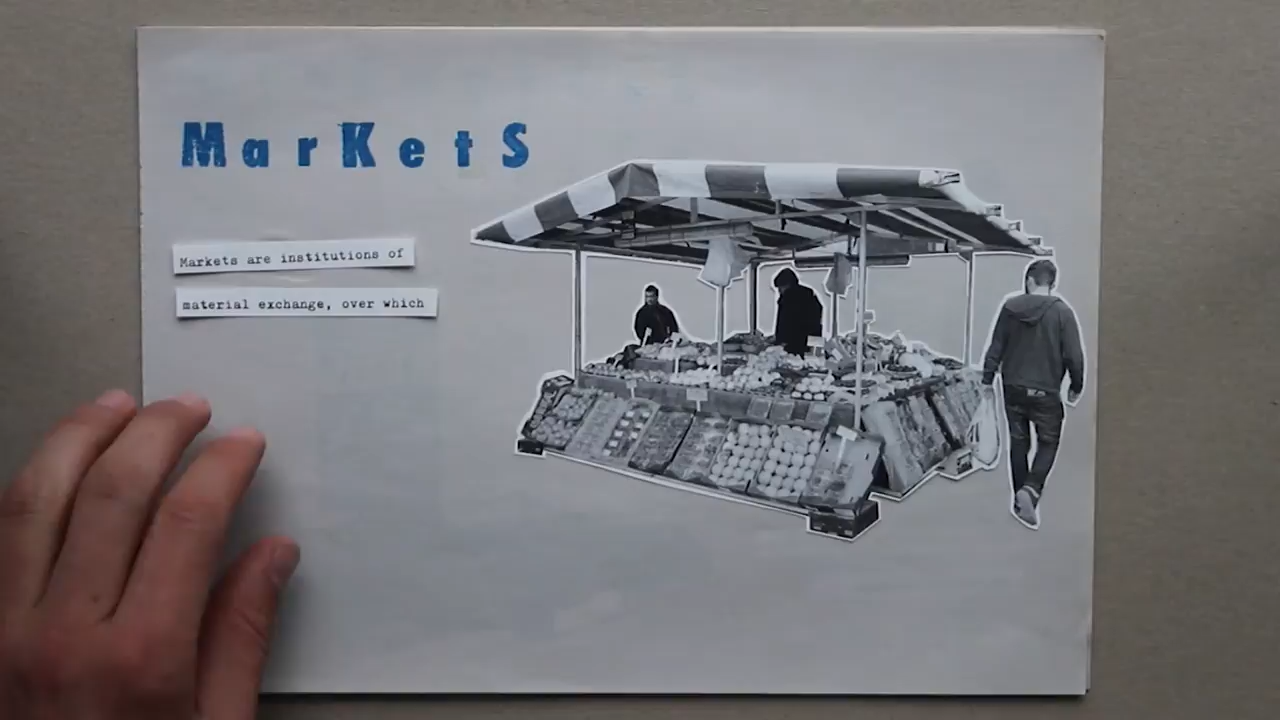 MarKetS
Markets are institutions of
material exchange, over which